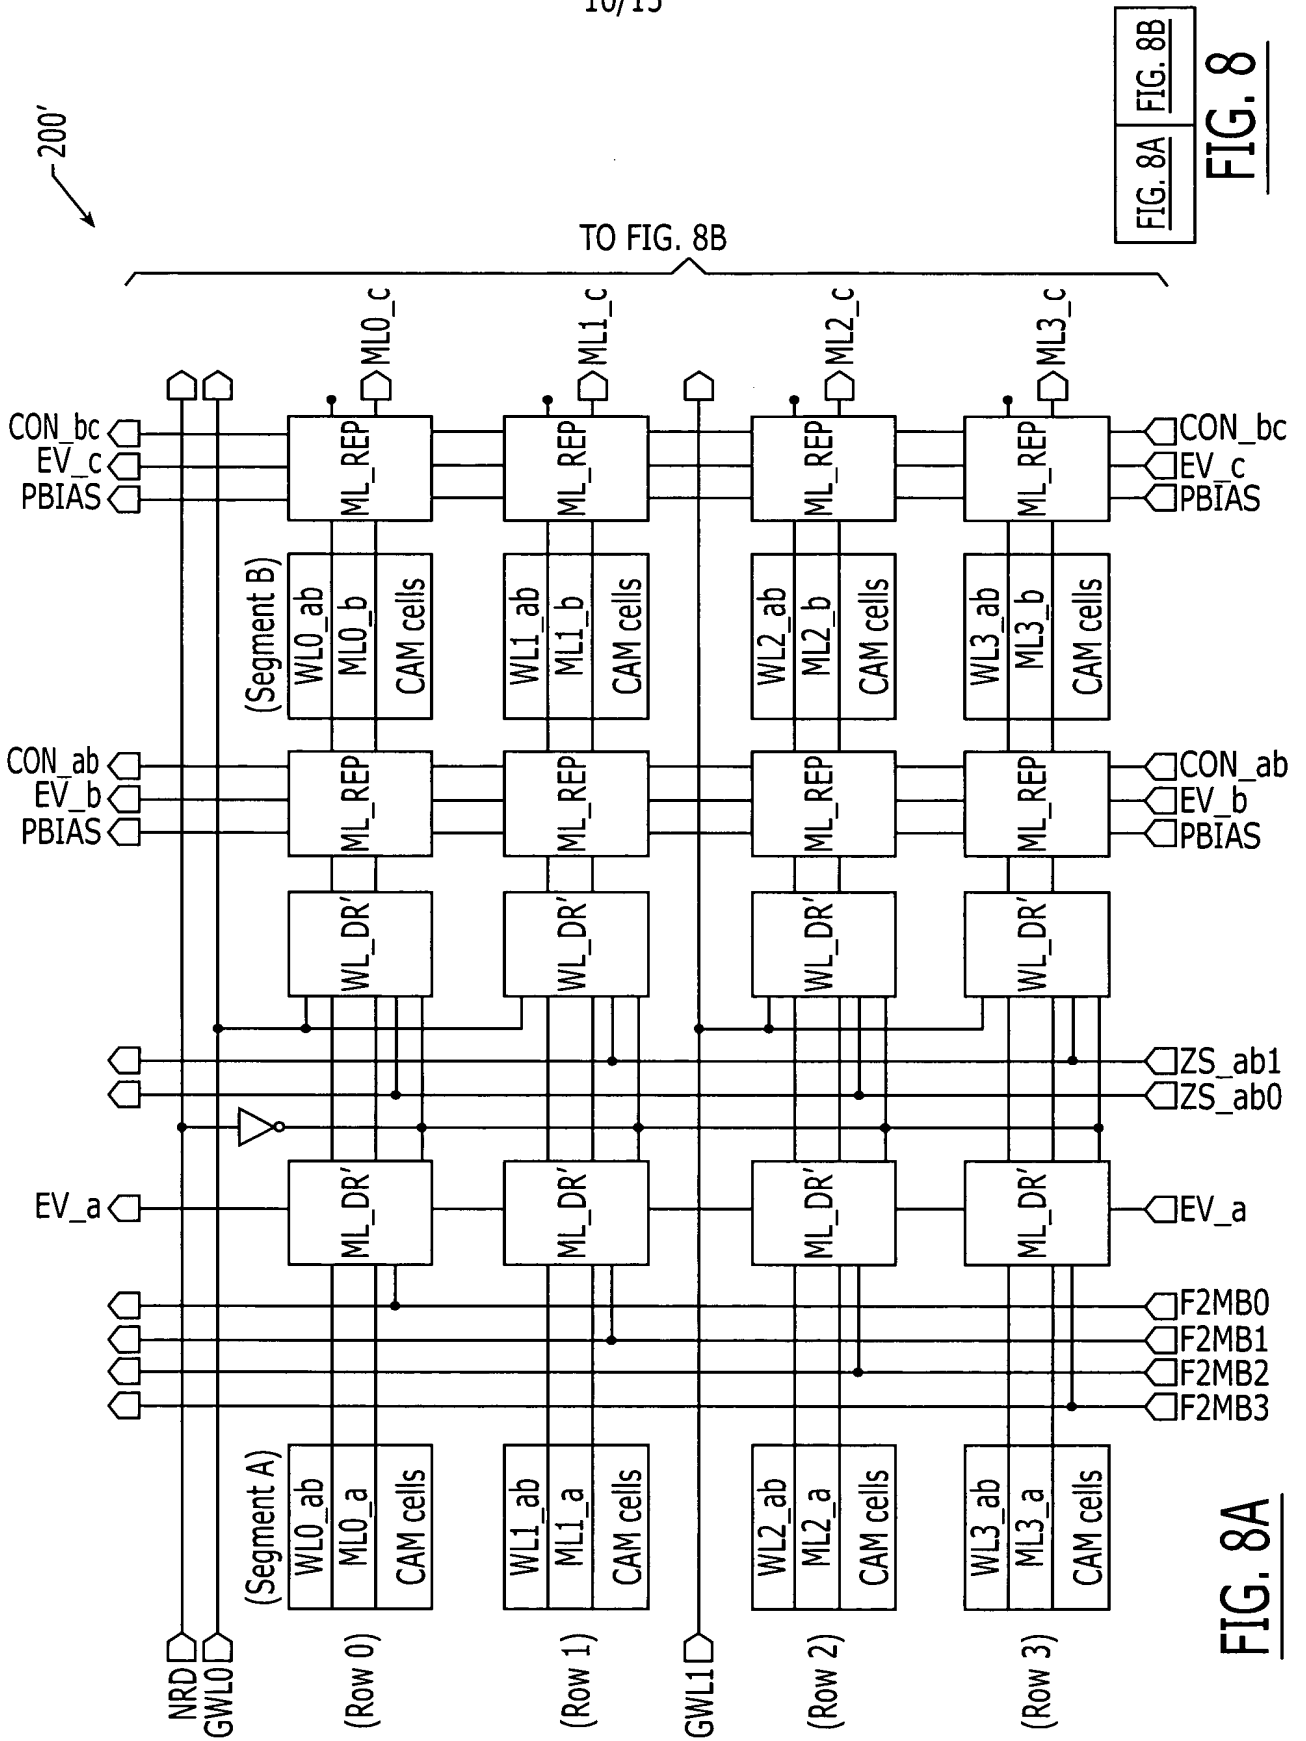 10/15
200'
TO FIG. 8B
FIG. 8A FIG. 8B
FIG. 8
CON_bc
EV_c
PBIAS
CON_ab
EV_b
PBIAS
EV_a
NRD
GWL0
(Segment A)
(Segment B)
(Row 0)
WL0_ab
ML0_a
CAM cells
ML_DR'
WL_DR'
ML_REP
WL0_ab
ML0_b
CAM cells
ML_REP
ML0_c
(Row 1)
WL1_ab
ML1_a
CAM cells
ML_DR'
WL_DR'
ML_REP
WL1_ab
ML1_b
CAM cells
ML_REP
ML1_c
GWL1
(Row 2)
WL2_ab
ML2_a
CAM cells
ML_DR'
WL_DR'
ML_REP
WL2_ab
ML2_b
CAM cells
ML_REP
ML2_c
(Row 3)
WL3_ab
ML3_a
CAM cells
ML_DR'
WL_DR'
ML_REP
WL3_ab
ML3_b
CAM cells
ML_REP
ML3_c
CON_bc
EV_c
PBIAS
CON_ab
EV_b
PBIAS
ZS_ab1
ZS_ab0
EV_a
F2MB0
F2MB1
F2MB2
F2MB3
FIG. 8A